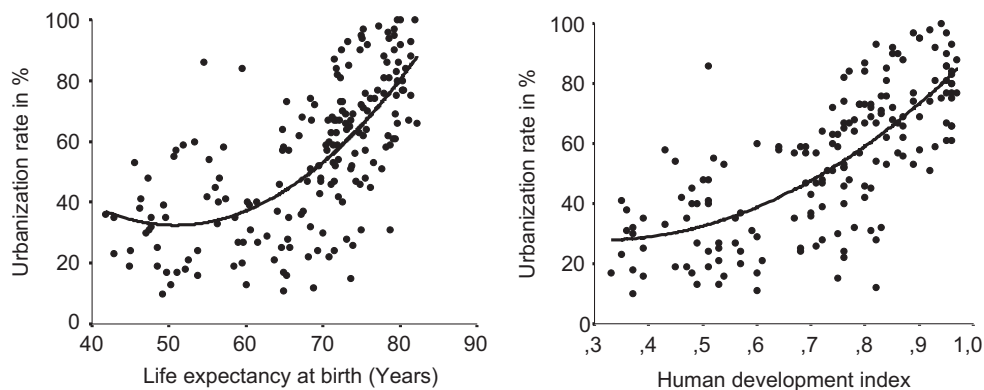 100
80
60
40
20
0
40 50 60 70 80 90
Urbanization rate in %
Life expectancy at birth (Years)
100
80
60
40
20
0
,3 ,4 ,5 ,6 ,7 ,8 ,9 1,0
Urbanization rate in %
Human development index